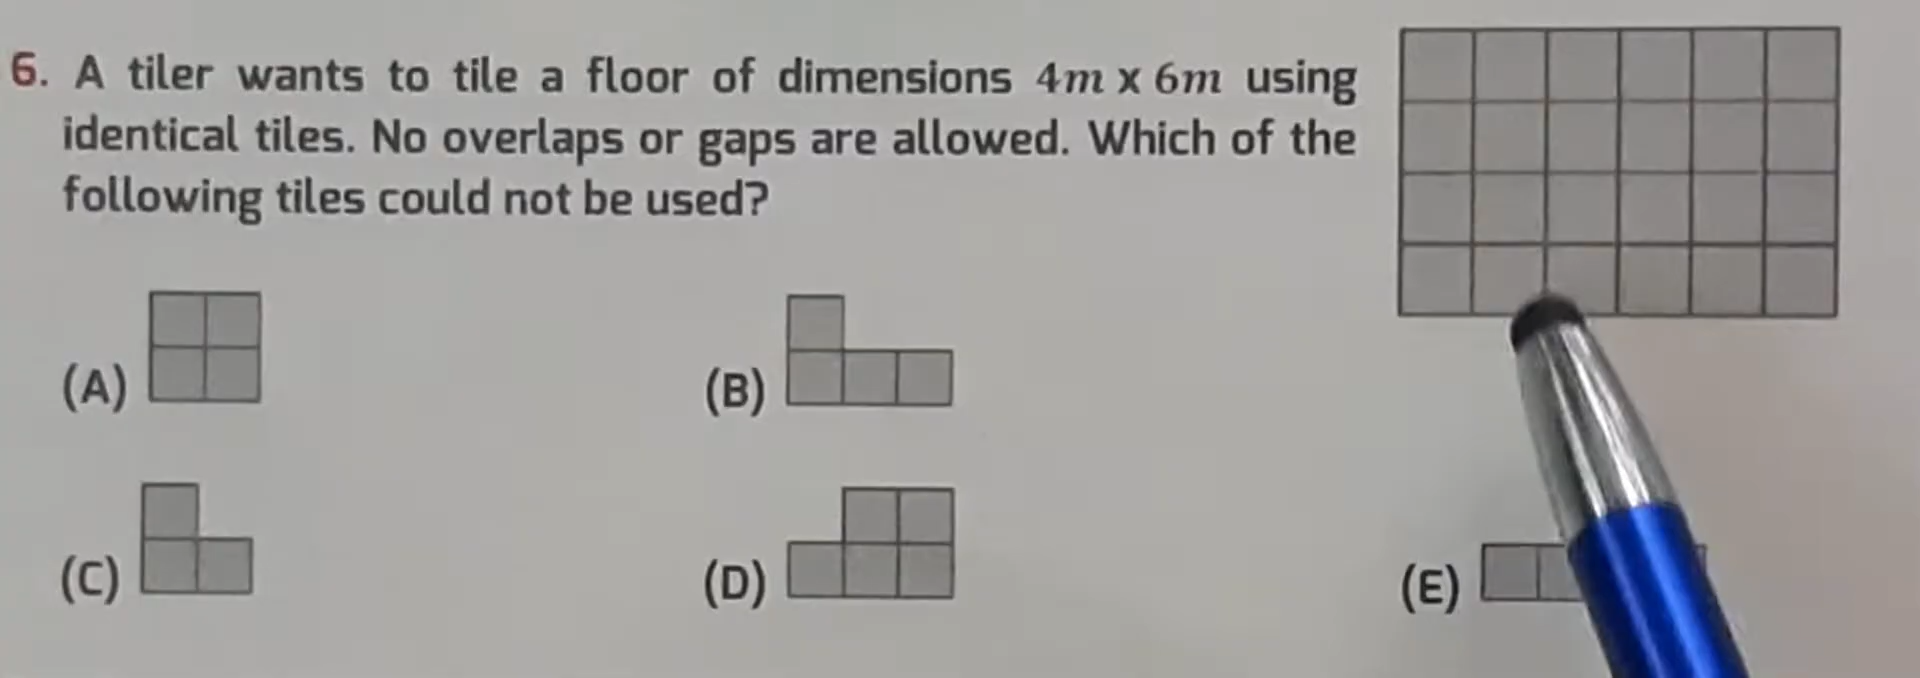 6. A tiler wants to tile a floor of dimensions 4m x 6m using
identical tiles. No overlaps or gaps are allowed. Which of the
following tiles could not be used?
(A)
(B)
(C)
(D)
(E)